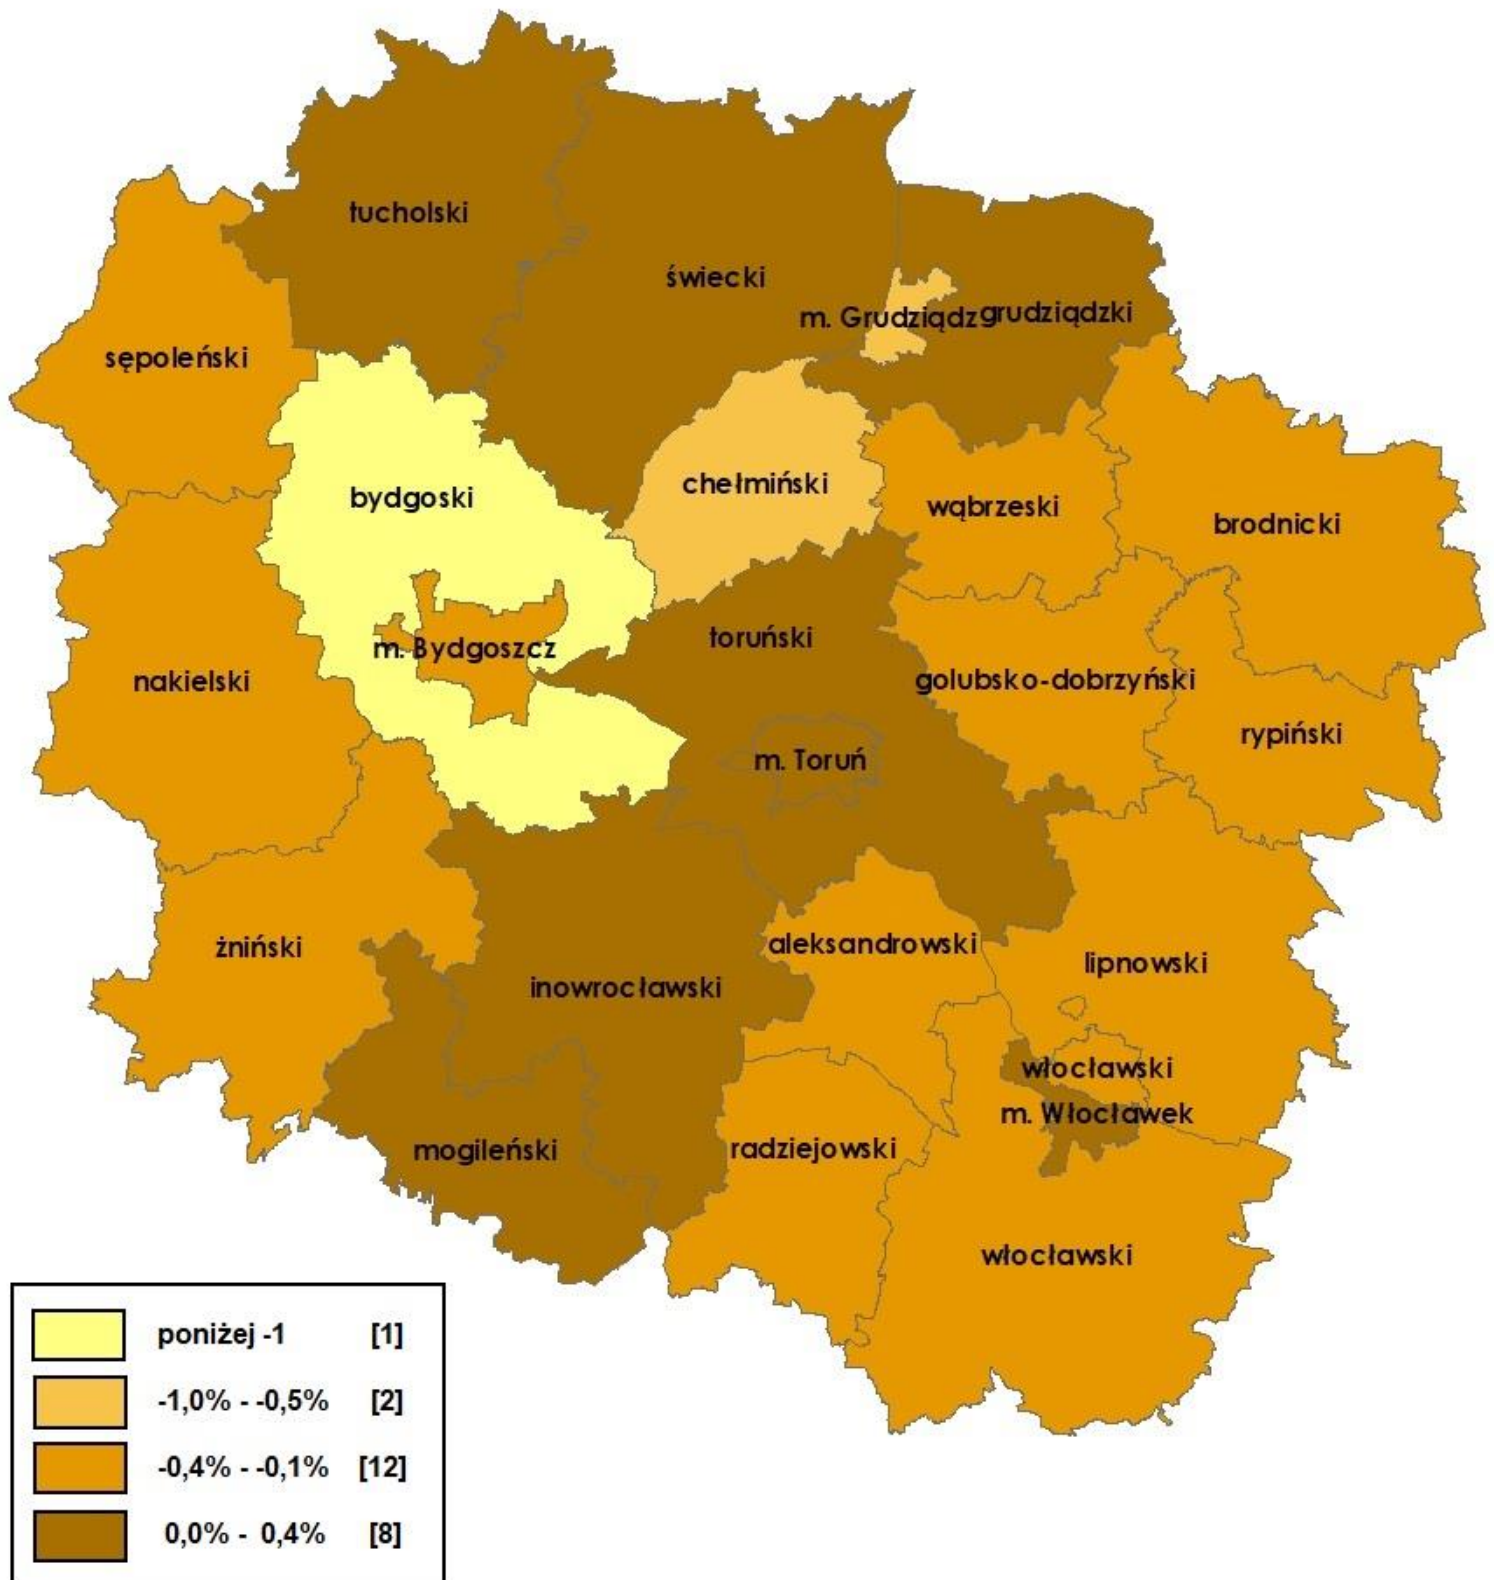 tucholski
świecki
m. Grudziądz
grudziądzki
sępoleński
bydgoski
chełmiński
wąbrzeski
brodnicki
m. Bydgoszcz
toruński
nakielski
golubsko-dobrzyński
rypiński
m. Toruń
żniński
aleksandrowski
inowrocławski
lipnowski
włocławski
m. Włocławek
mogileński
radziejowski
włocławski
poniżej -1 [1]
-1,0% - -0,5% [2]
-0,4% - -0,1% [12]
0,0% - 0,4% [8]